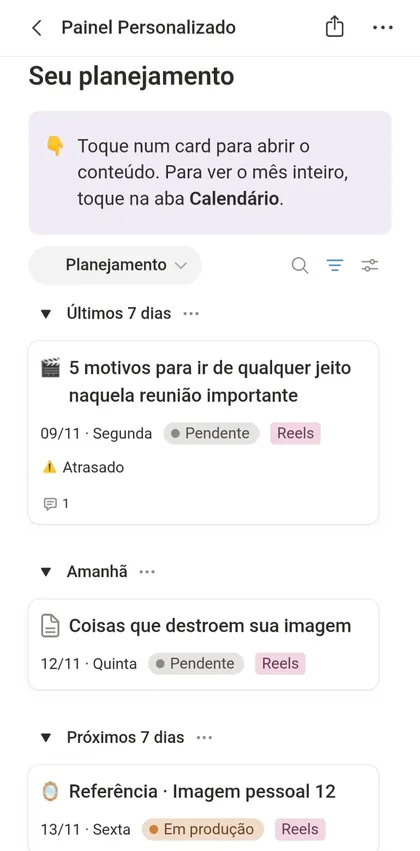 Painel Personalizado
Seu planejamento
👇 Toque num card para abrir o
conteúdo. Para ver o mês inteiro,
toque na aba Calendário.
Planejamento
Últimos 7 dias
🎬 5 motivos para ir de qualquer jeito
naquela reunião importante
09/11 · Segunda Pendente Reels
⚠️ Atrasado
1
Amanhã
Coisas que destroem sua imagem
12/11 · Quinta Pendente Reels
Próximos 7 dias
🪞 Referência · Imagem pessoal 12
13/11 · Sexta Em produção Reels